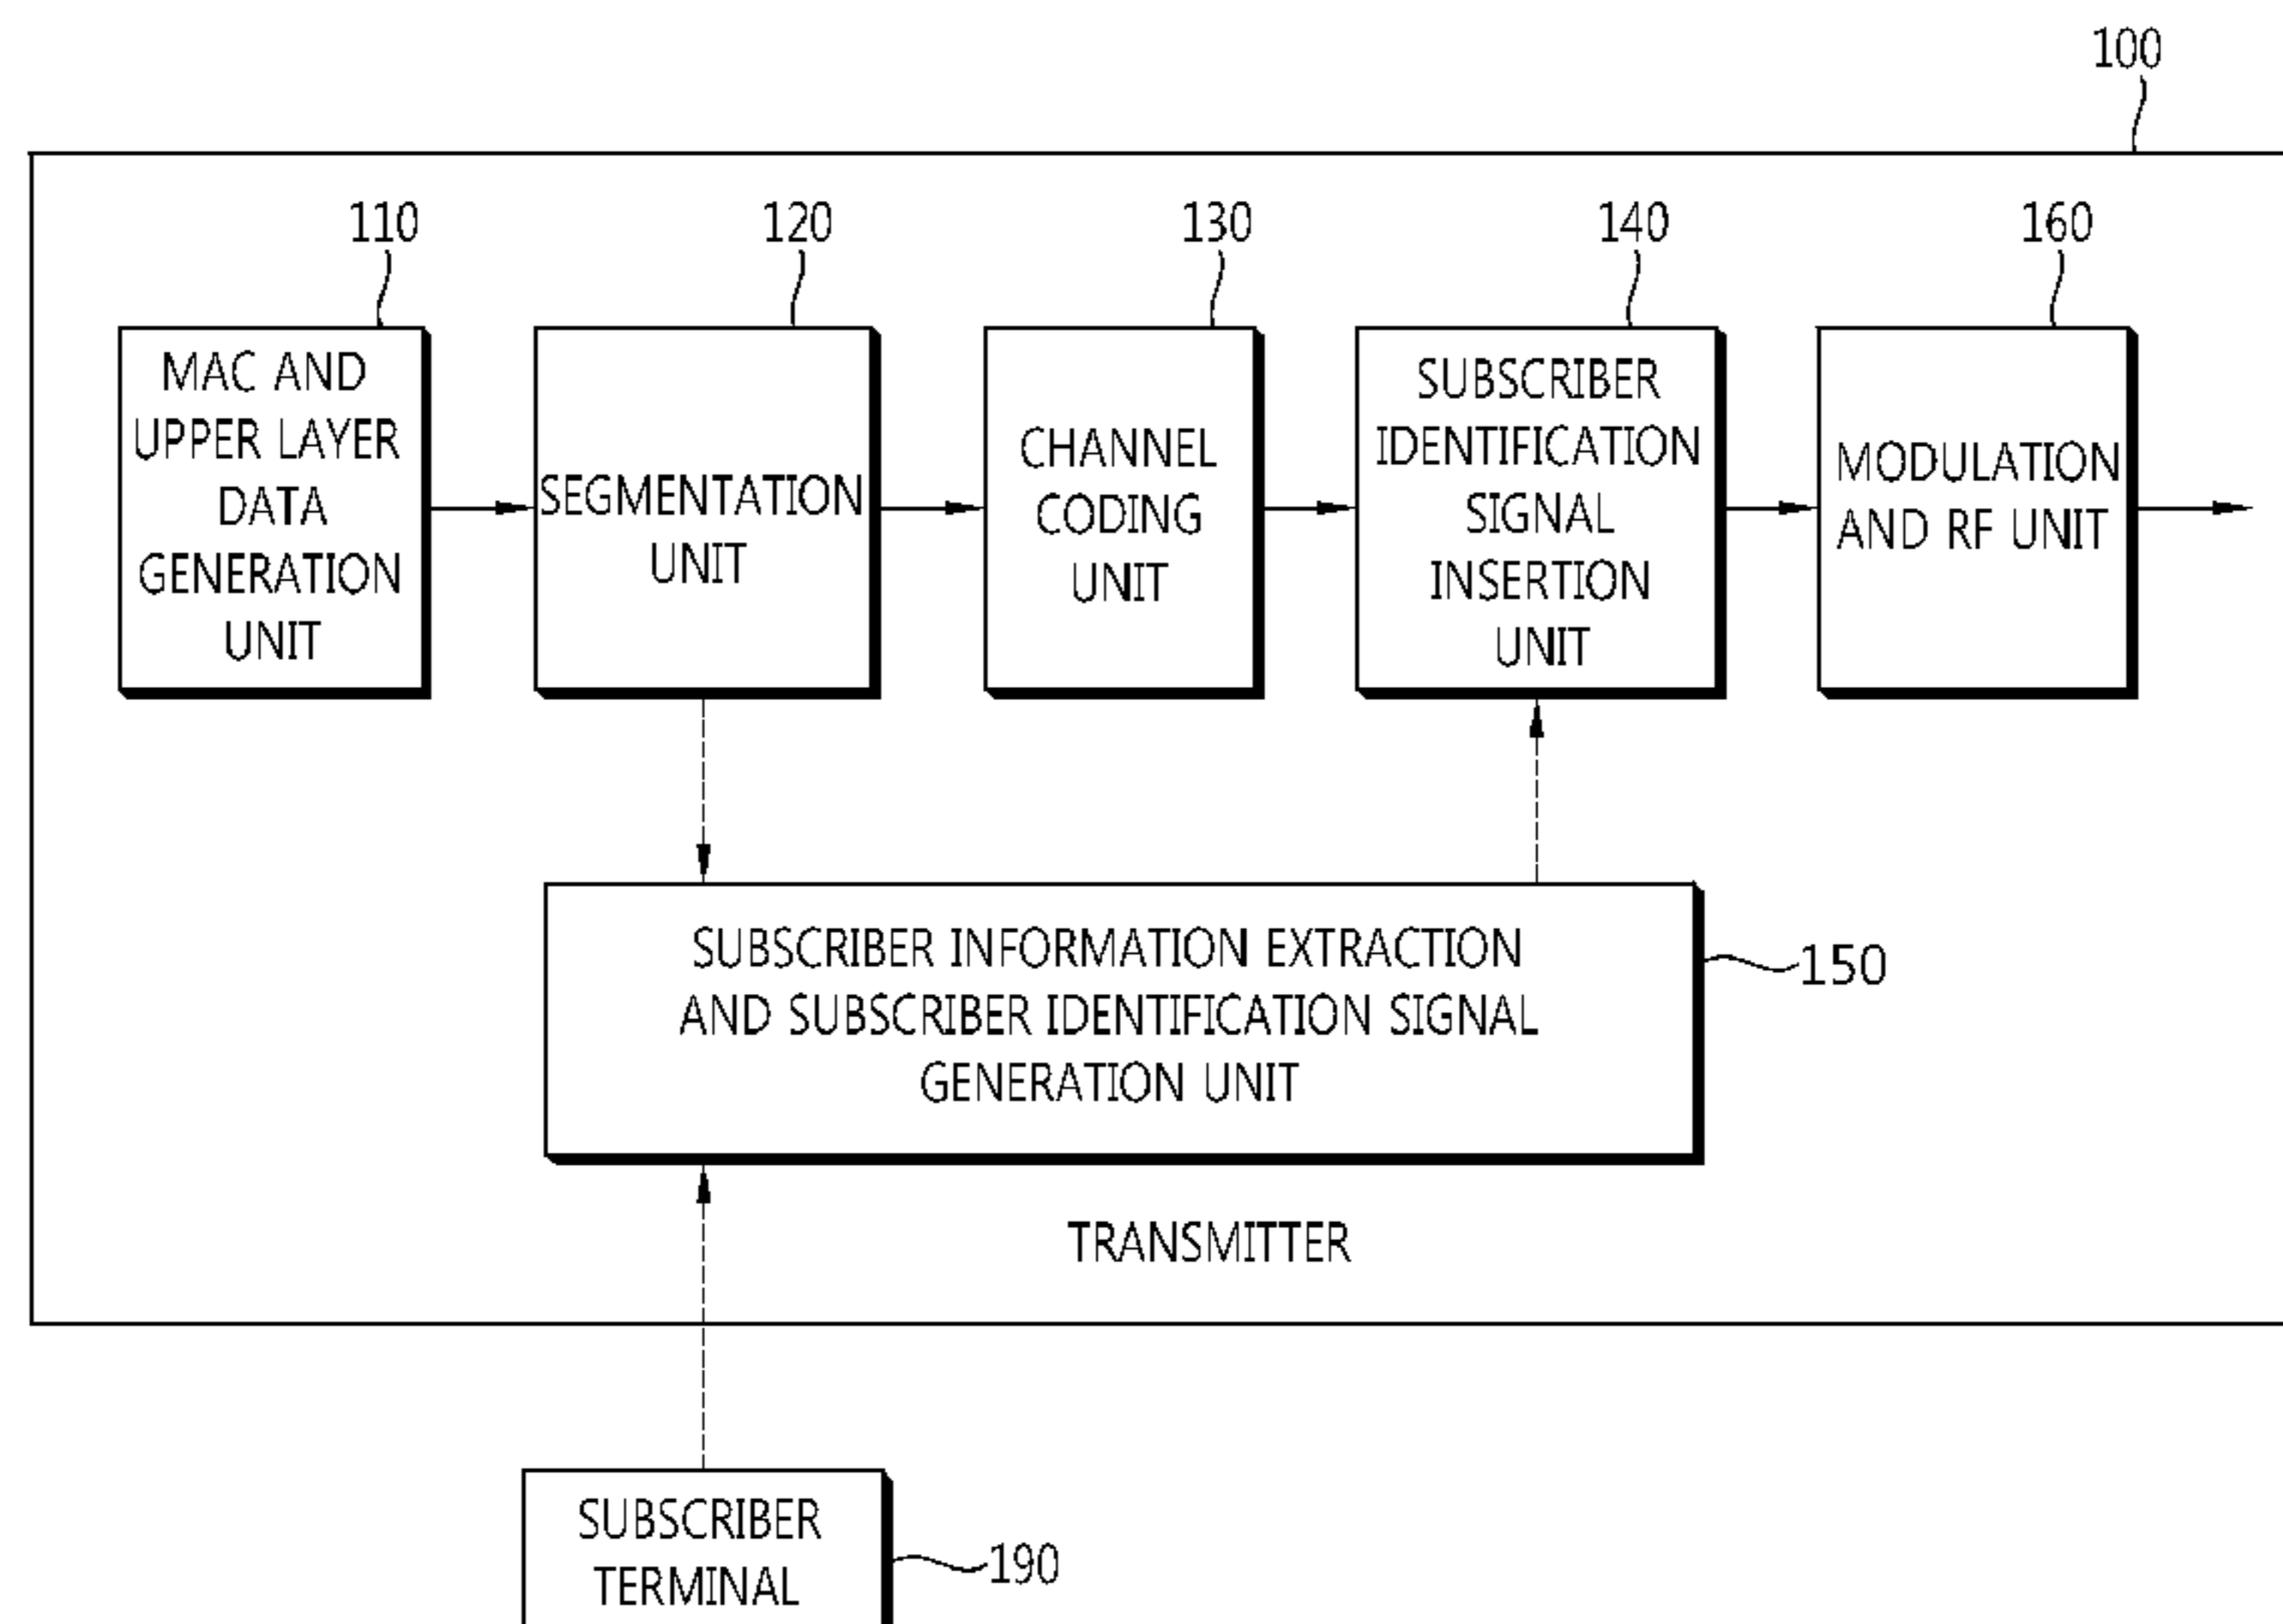 100
110
120
130
140
160
MAC AND
UPPER LAYER
DATA
GENERATION
UNIT
SEGMENTATION
UNIT
CHANNEL
CODING
UNIT
SUBSCRIBER
IDENTIFICATION
SIGNAL
INSERTION
UNIT
MODULATION
AND RF UNIT
SUBSCRIBER INFORMATION EXTRACTION
AND SUBSCRIBER IDENTIFICATION SIGNAL
GENERATION UNIT
150
TRANSMITTER
SUBSCRIBER
TERMINAL
190